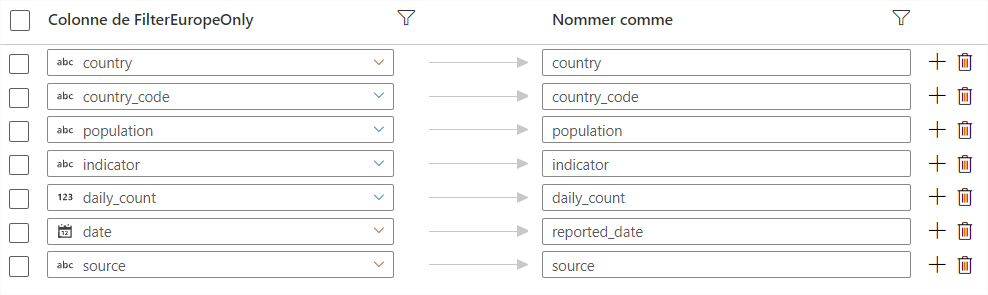 Colonne de FilterEuropeOnly Nommer comme
abc country country
abc country_code country_code
abc population population
abc indicator indicator
123 daily_count daily_count
12 date reported_date
abc source source